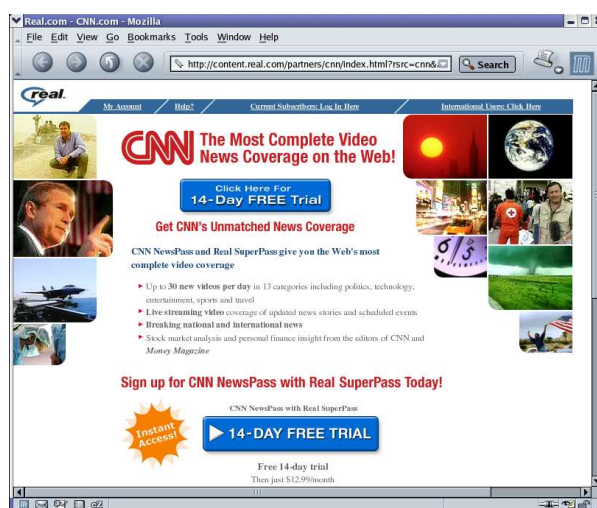 Real.com - CNN.com - Mozilla
File Edit View Go Bookmarks Tools Window Help
http://content.real.com/partners/cnn/index.html?rsrc=cnn& Search
real.
My Account Help? Current Subscribers: Log In Here International Users: Click Here
CNN The Most Complete Video
News Coverage on the Web!
Click Here For
14-Day FREE Trial
Get CNN's Unmatched News Coverage
CNN NewsPass and Real SuperPass give you the Web's most
complete video coverage
Up to 30 new videos per day in 13 categories including politics, technology,
entertainment, sports and travel
Live streaming video coverage of updated news stories and scheduled events
Breaking national and international news
Stock market analysis and personal finance insight from the editors of CNN and
Money Magazine
Sign up for CNN NewsPass with Real SuperPass Today!
CNN NewsPass with Real SuperPass
Instant
Access!
14-DAY FREE TRIAL
Free 14-day trial
Then just $12.99/month